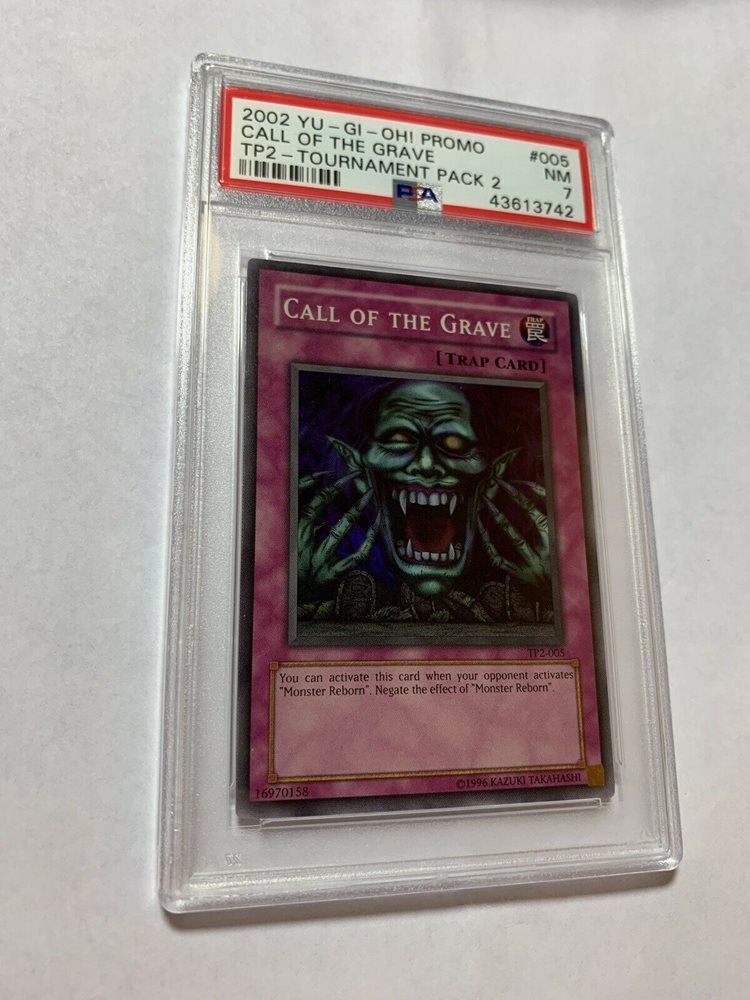 2002 YU-GI-OH! PROMO #005
CALL OF THE GRAVE NM
TP2-TOURNAMENT PACK 2 7
PSA 43613742
CALL OF THE GRAVE TRAP 罠
[TRAP CARD]
TP2-005
You can activate this card when your opponent activates
"Monster Reborn". Negate the effect of "Monster Reborn".
16970158 ©1996 KAZUKI TAKAHASHI